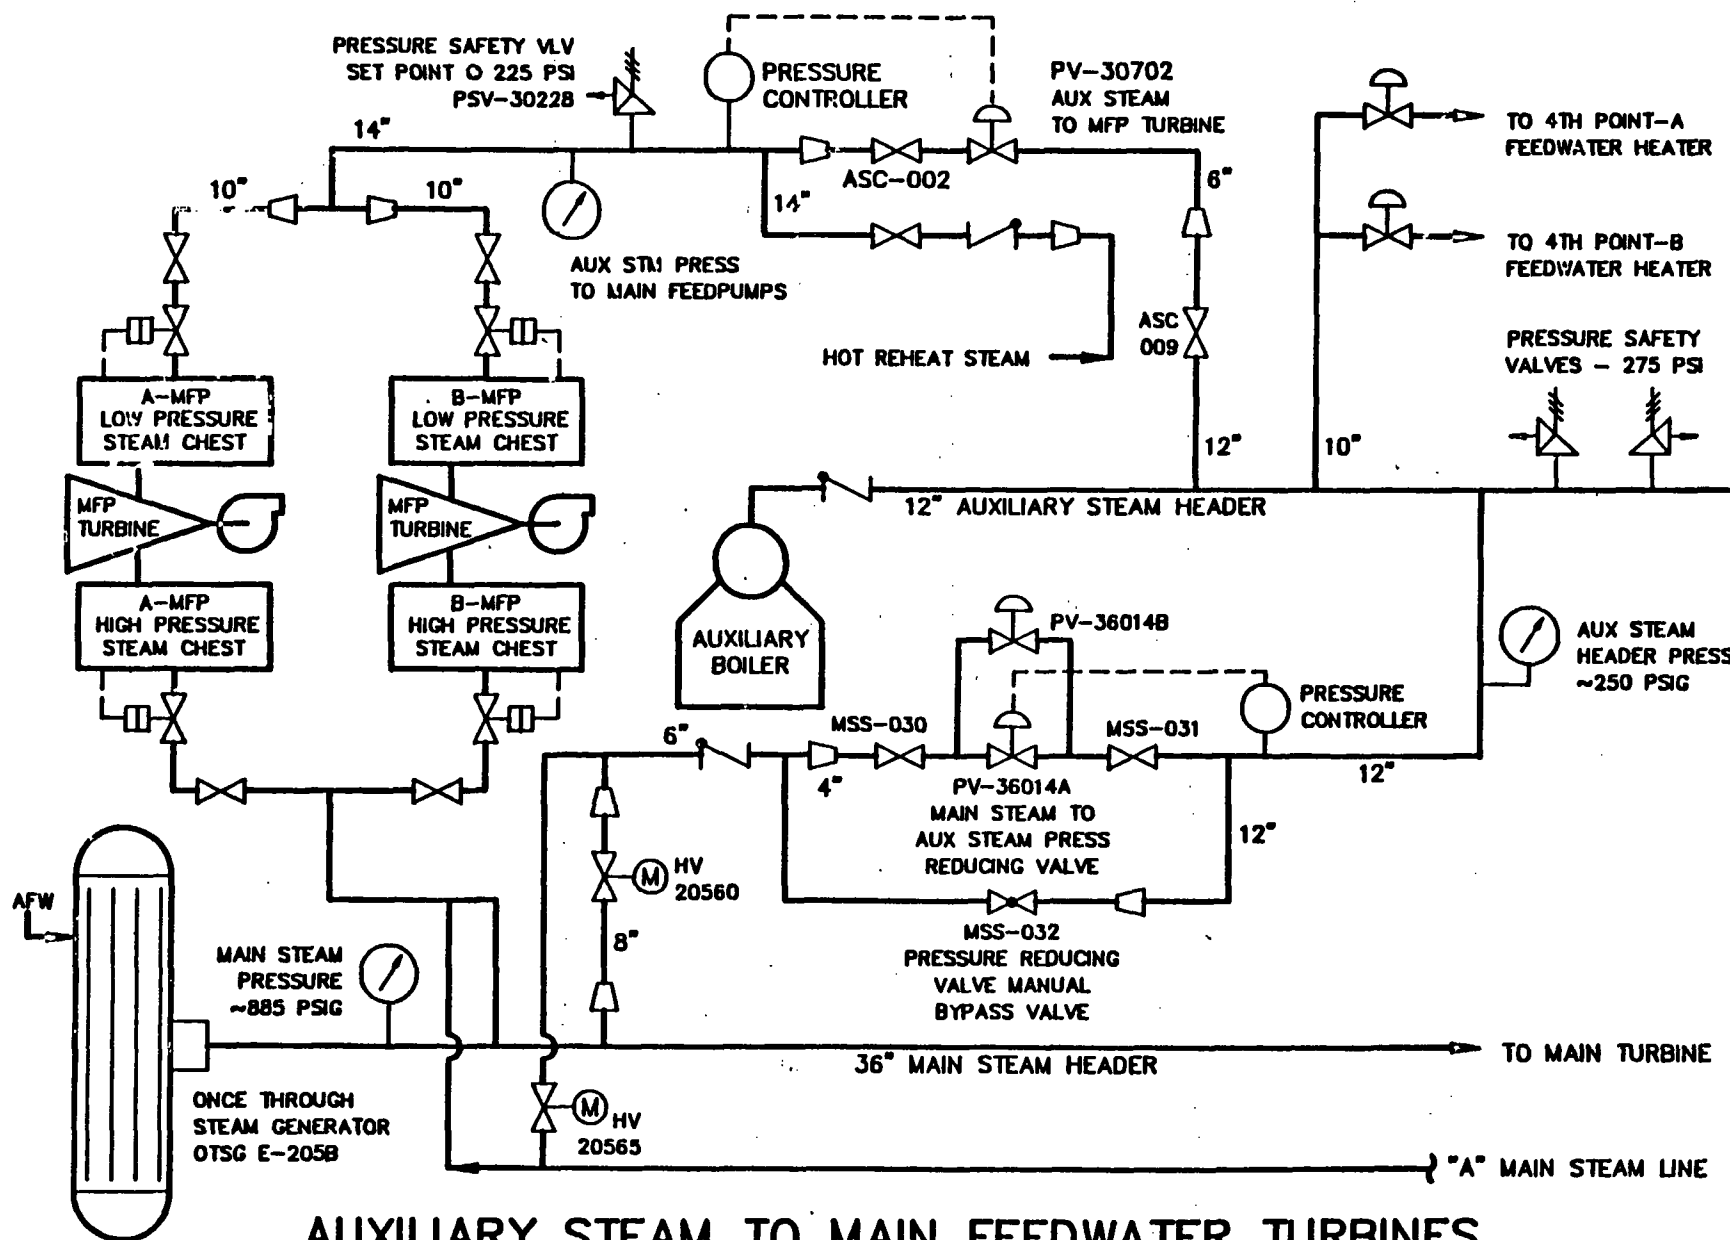 PRESSURE SAFETY VLV
SET POINT @ 225 PSI
PSV-30228
PRESSURE
CONTROLLER
PV-30702
AUX STEAM
TO MFP TURBINE
TO 4TH POINT-A
FEEDWATER HEATER
14"
10"
10"
ASC-002
6"
14"
TO 4TH POINT-B
FEEDWATER HEATER
AUX STM PRESS
TO MAIN FEEDPUMPS
ASC
009
HOT REHEAT STEAM
PRESSURE SAFETY
VALVES - 275 PSI
A-MFP
LOW PRESSURE
STEAM CHEST
B-MFP
LOW PRESSURE
STEAM CHEST
12"
10"
MFP
TURBINE
MFP
TURBINE
12" AUXILIARY STEAM HEADER
A-MFP
HIGH PRESSURE
STEAM CHEST
B-MFP
HIGH PRESSURE
STEAM CHEST
AUXILIARY
BOILER
PV-36014B
AUX STEAM
HEADER PRESS
~250 PSIG
PRESSURE
CONTROLLER
6"
MSS-030
MSS-031
4"
PV-36014A
MAIN STEAM TO
AUX STEAM PRESS
REDUCING VALVE
12"
12"
M
HV
20560
AFW
8"
MSS-032
PRESSURE REDUCING
VALVE MANUAL
BYPASS VALVE
MAIN STEAM
PRESSURE
~885 PSIG
36" MAIN STEAM HEADER
TO MAIN TURBINE
ONCE THROUGH
STEAM GENERATOR
OTSG E-205B
M
HV
20565
"A" MAIN STEAM LINE
AUXILIARY STEAM TO MAIN FEEDWATER TURBINES